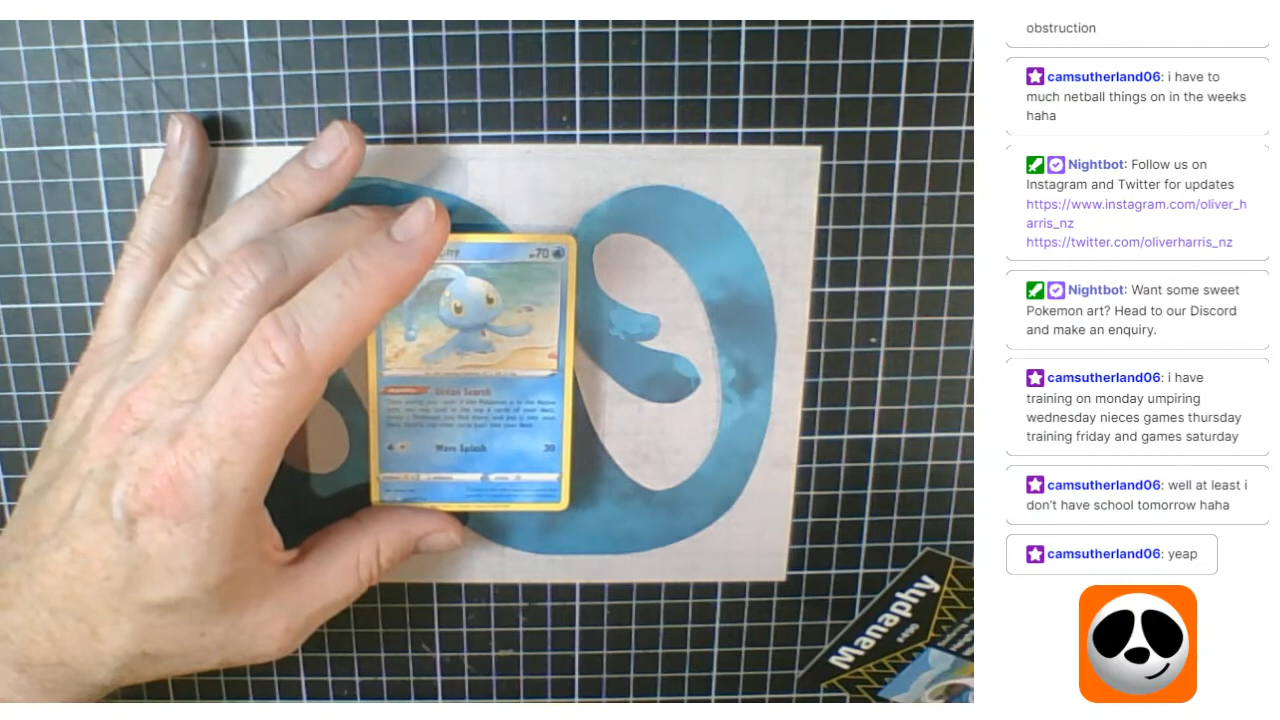 70
Ocean Search
Wave Splash 30
Manaphy
#490
obstruction
camsutherland06: i have to
much netball things on in the weeks
haha
Nightbot: Follow us on
Instagram and Twitter for updates
https://www.instagram.com/oliver_h
arris_nz
https://twitter.com/oliverharris_nz
Nightbot: Want some sweet
Pokemon art? Head to our Discord
and make an enquiry.
camsutherland06: i have
training on monday umpiring
wednesday nieces games thursday
training friday and games saturday
camsutherland06: well at least i
don't have school tomorrow haha
camsutherland06: yeap